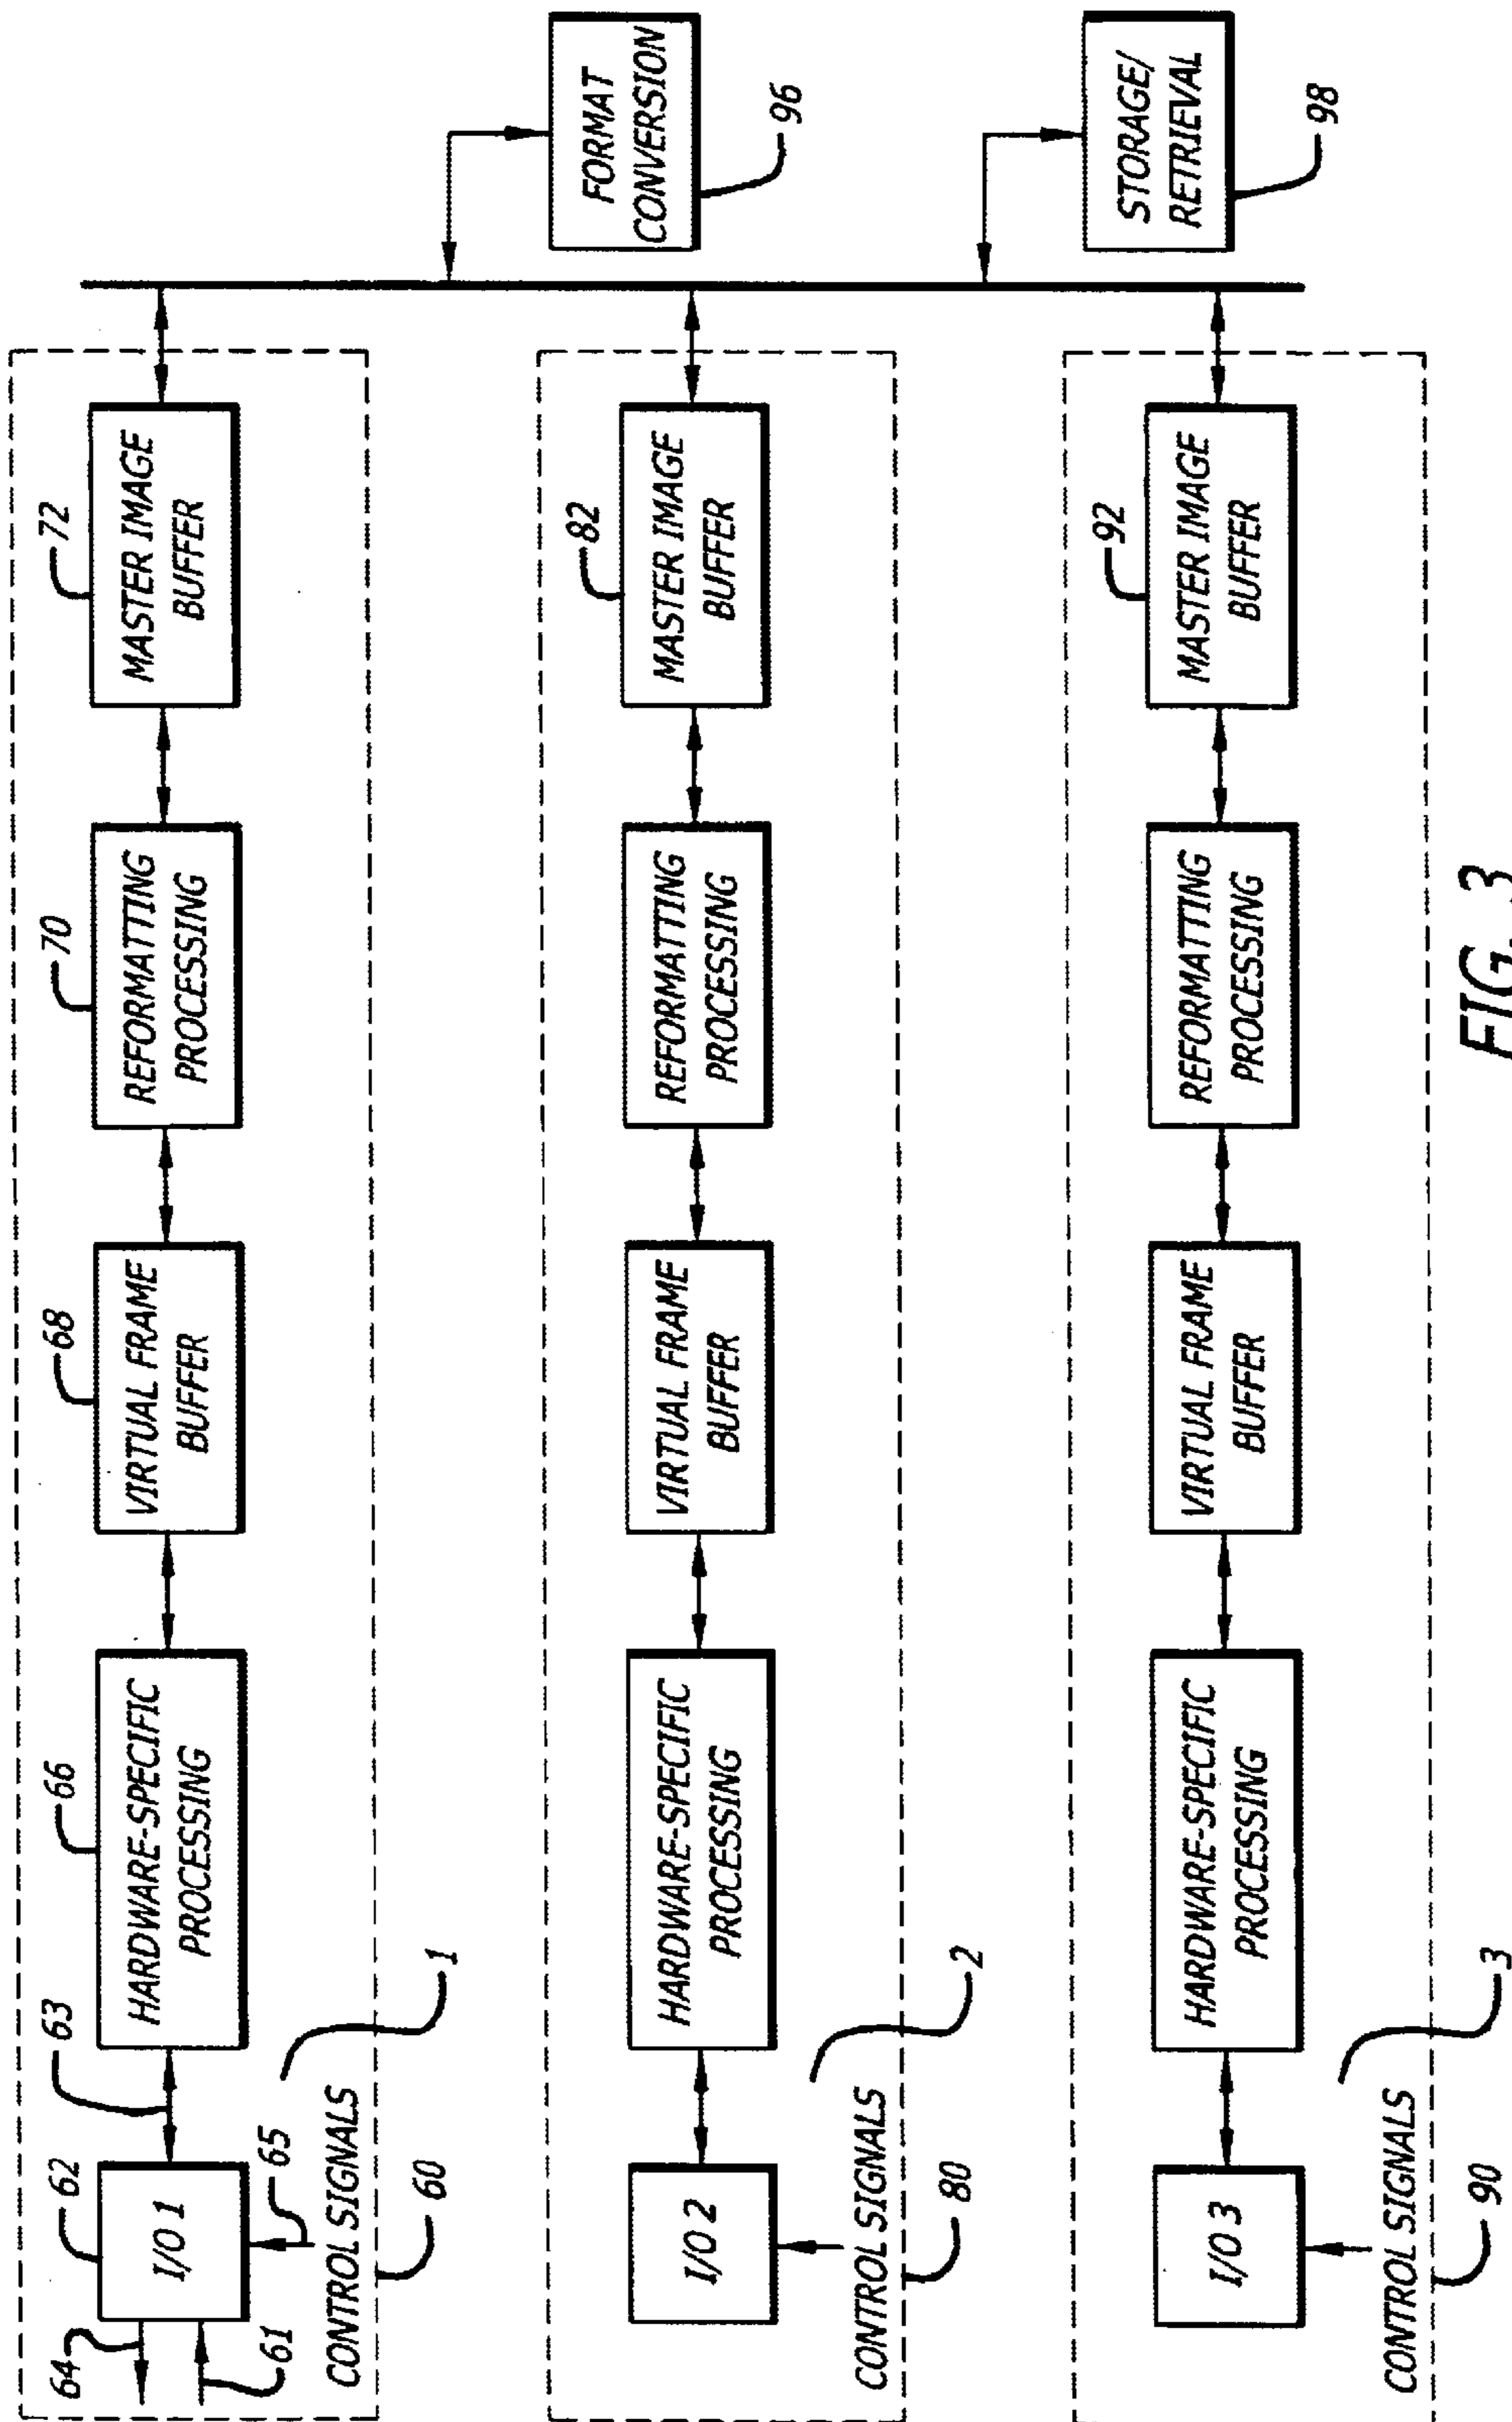 64
61
62
I/O 1
65
CONTROL SIGNALS
60
63
1
66
HARDWARE-SPECIFIC
PROCESSING
68
VIRTUAL FRAME
BUFFER
70
REFORMATTING
PROCESSING
72
MASTER IMAGE
BUFFER
FORMAT
CONVERSION
96
I/O 2
CONTROL SIGNALS
80
2
HARDWARE-SPECIFIC
PROCESSING
VIRTUAL FRAME
BUFFER
REFORMATTING
PROCESSING
82
MASTER IMAGE
BUFFER
STORAGE/
RETRIEVAL
98
I/O 3
CONTROL SIGNALS
90
3
HARDWARE-SPECIFIC
PROCESSING
VIRTUAL FRAME
BUFFER
REFORMATTING
PROCESSING
92
MASTER IMAGE
BUFFER
FIG. 3